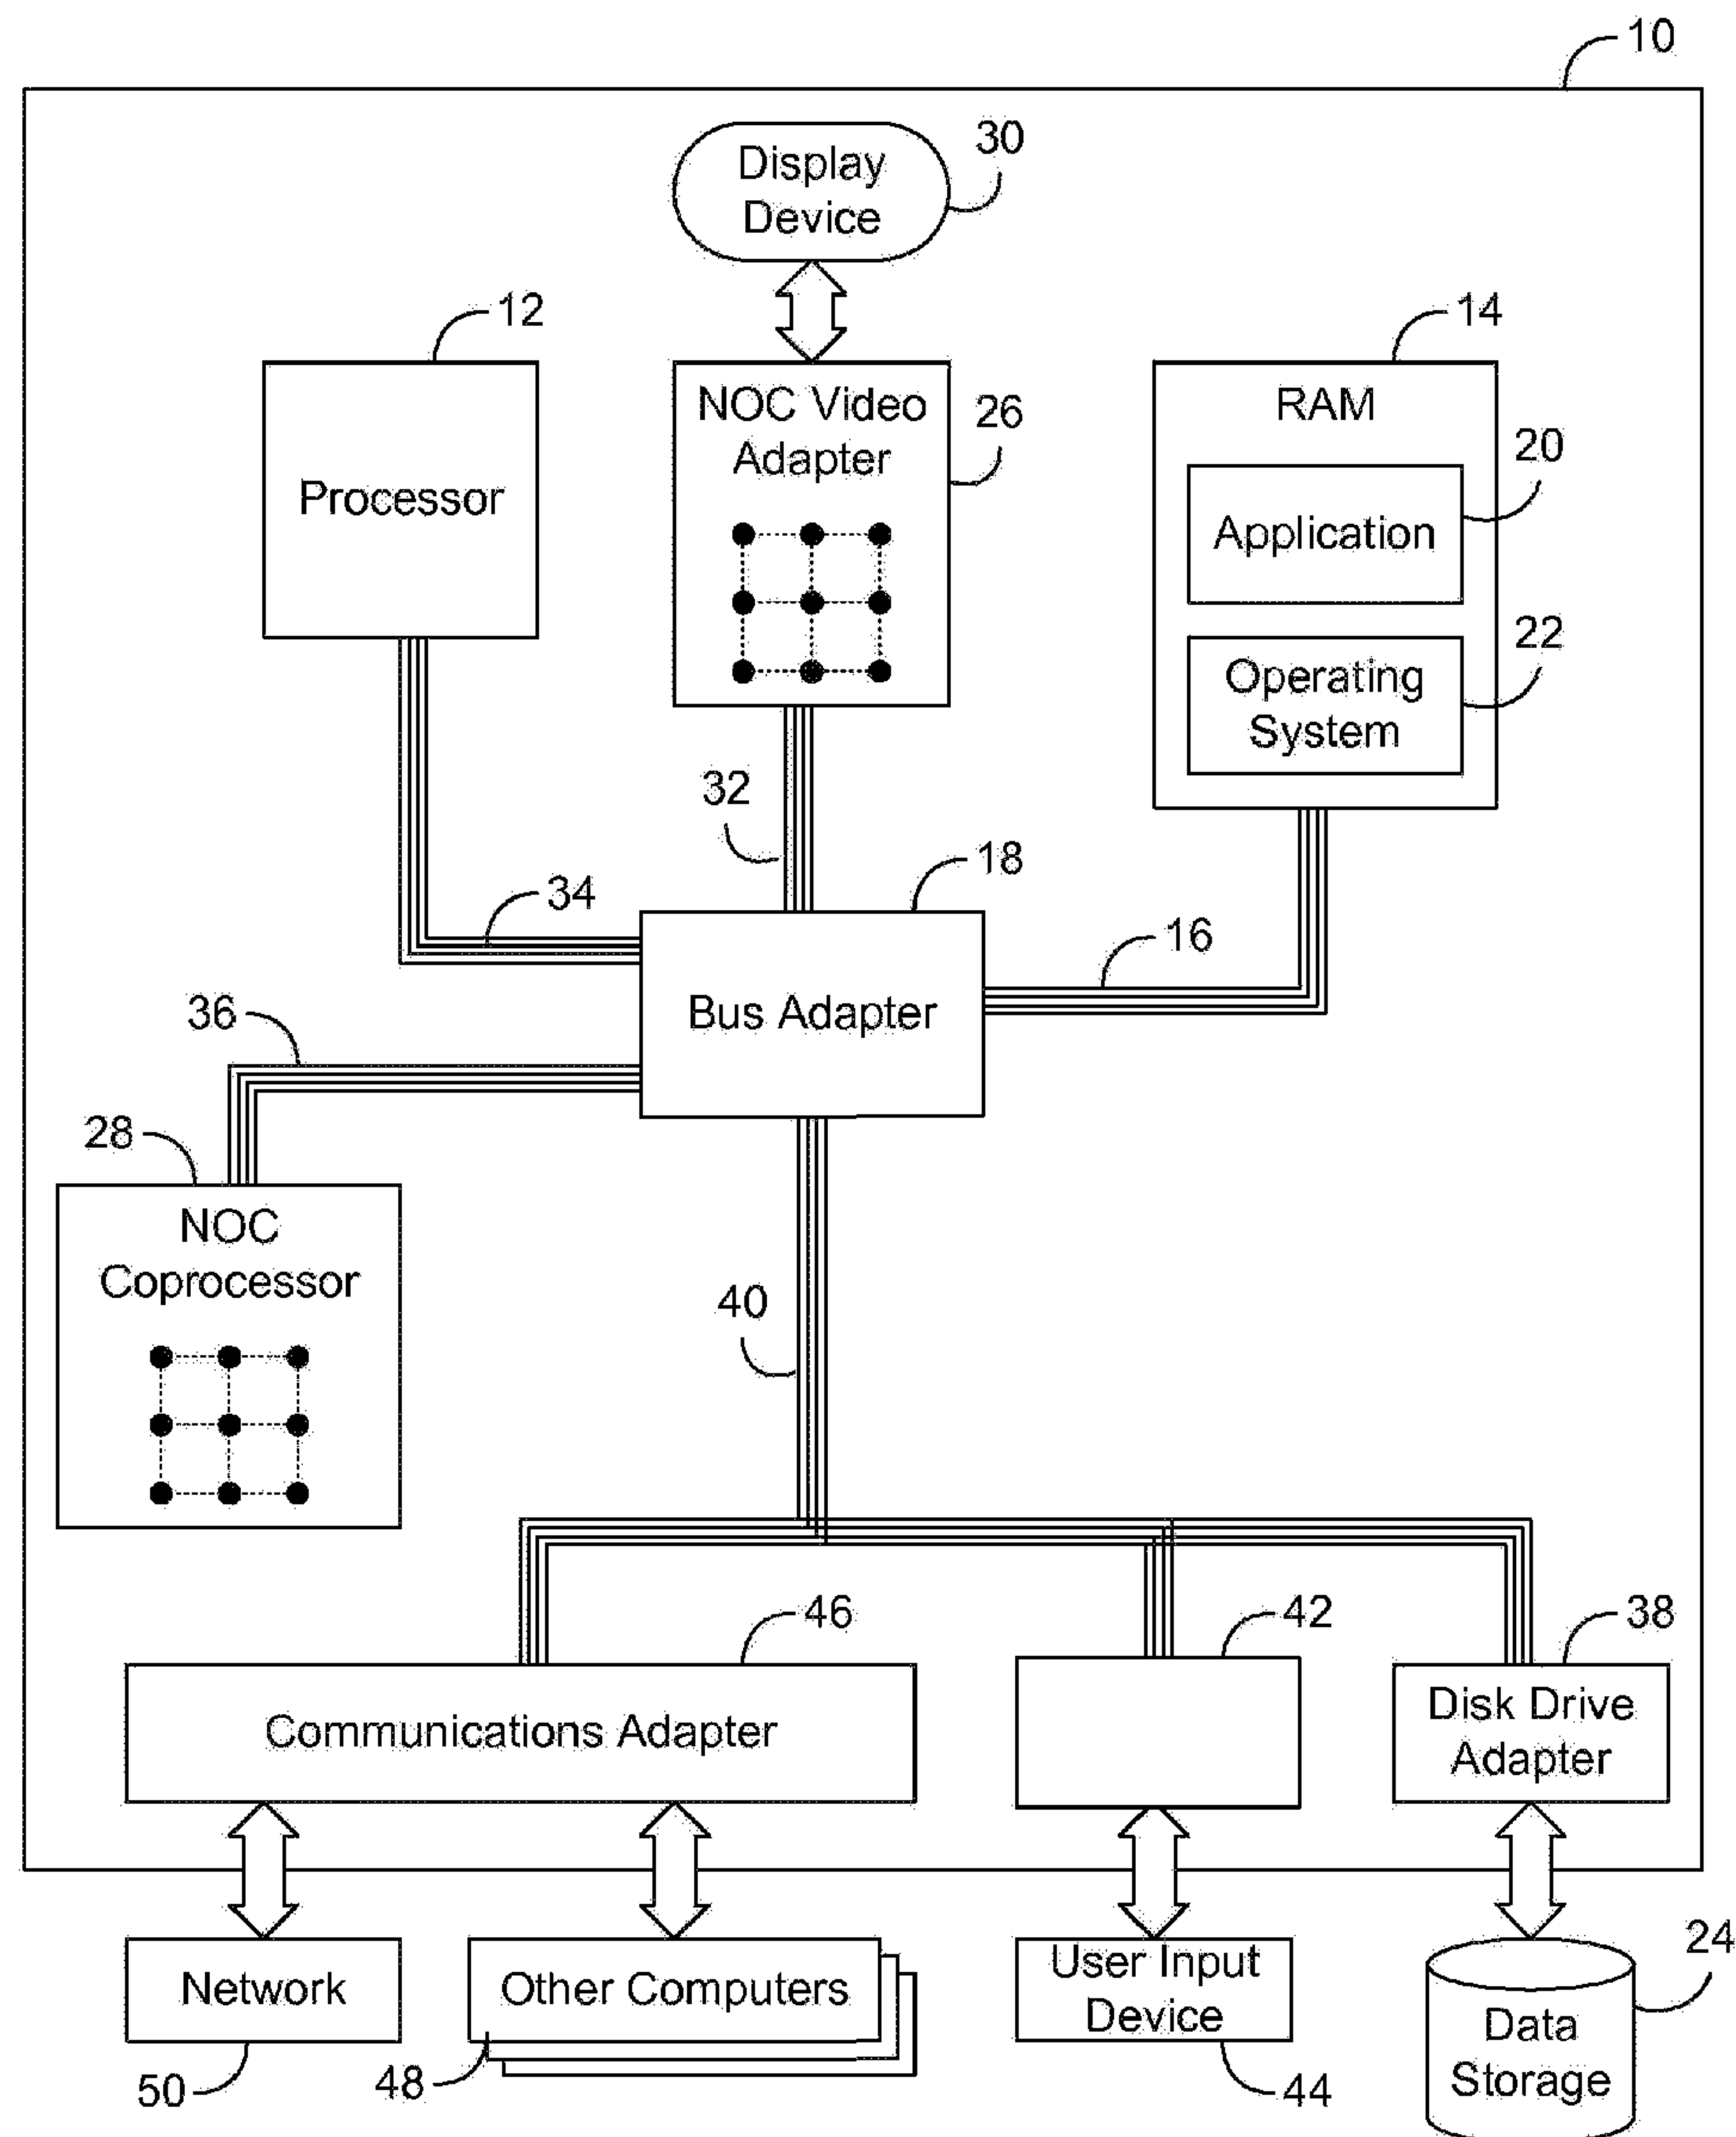 10
Display
Device
30
12
14
Processor
NOC Video
Adapter
26
RAM
Application
20
Operating
System
22
32
34
18
16
Bus Adapter
36
28
NOC
Coprocessor
40
46
42
38
Communications Adapter
Disk Drive
Adapter
Network
Other Computers
User Input
Device
24
Data
Storage
50
48
44